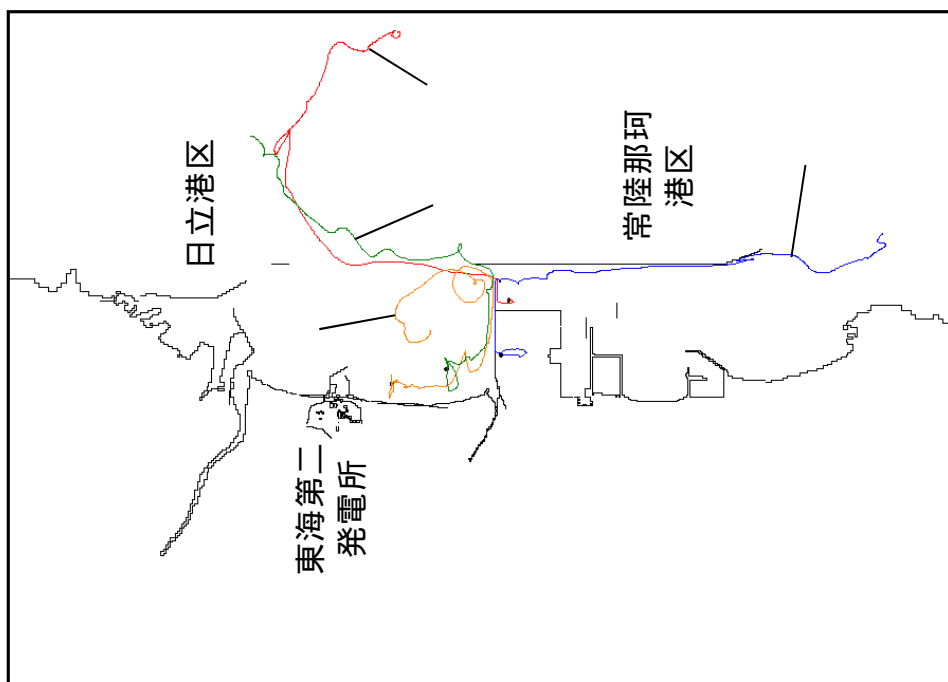 日立港区
常陸那珂
港区
東海第二
発電所